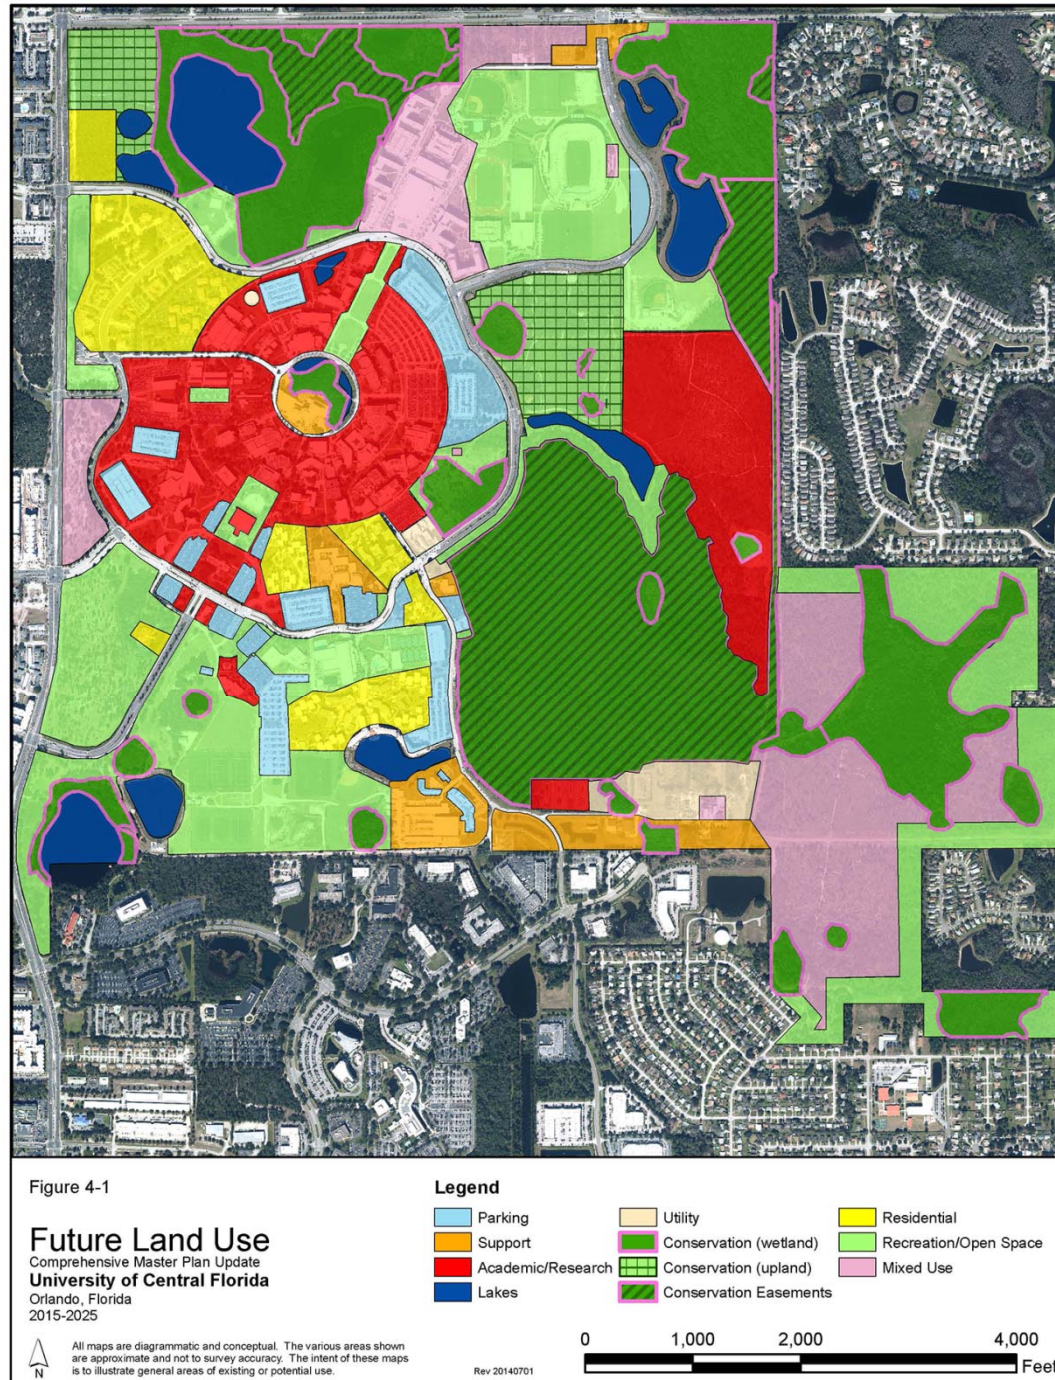 Figure 4-1
Future Land Use
Comprehensive Master Plan Update
University of Central Florida
Orlando, Florida
2015-2025
N
All maps are diagrammatic and conceptual. The various areas shown
are approximate and not to survey accuracy. The intent of these maps
is to illustrate general areas of existing or potential use.
Rev 20140701
Legend
Parking
Support
Academic/Research
Lakes
Utility
Conservation (wetland)
Conservation (upland)
Conservation Easements
Residential
Recreation/Open Space
Mixed Use
0 1,000 2,000 4,000
Feet